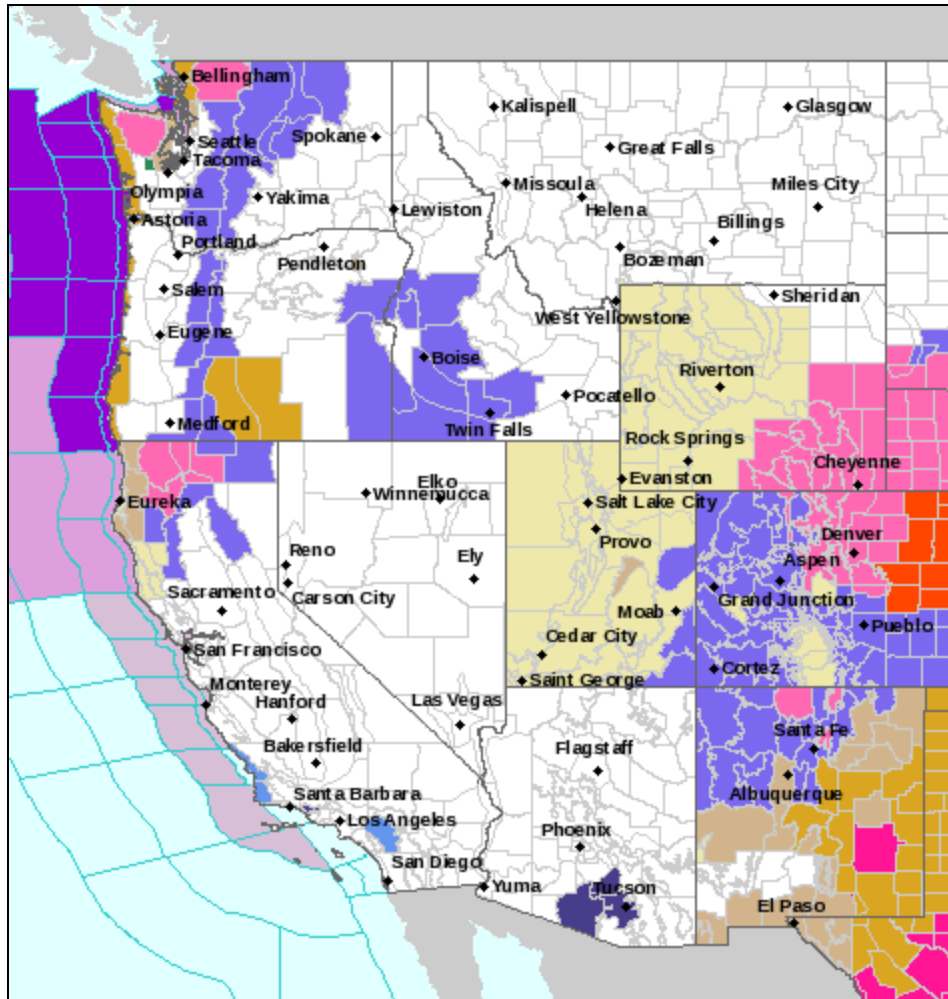 Bellingham
Kalispell
Glasgow
Spokane
Seattle
Great Falls
Tacoma
Olympia
Missoula
Miles City
Yakima
Lewiston
Helena
Astoria
Billings
Portland
Pendleton
Bozeman
Salem
Sheridan
West Yellowstone
Eugene
Boise
Riverton
Pocatello
Medford
Twin Falls
Rock Springs
Cheyenne
Evanston
Elko
Winnemucca
Eureka
Salt Lake City
Provo
Denver
Reno
Ely
Aspen
Sacramento
Carson City
Grand Junction
Moab
Pueblo
Cedar City
San Francisco
Cortez
Saint George
Monterey
Hanford
Las Vegas
Santa Fe
Bakersfield
Flagstaff
Albuquerque
Santa Barbara
Los Angeles
Phoenix
San Diego
Yuma
Tucson
El Paso